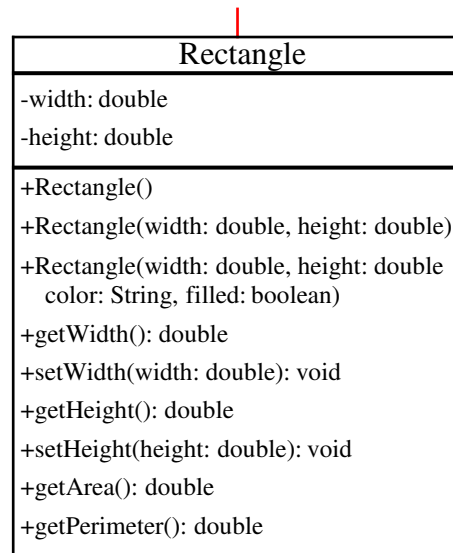 Rectangle
-width: double
-height: double
+Rectangle()
+Rectangle(width: double, height: double)
+Rectangle(width: double, height: double
color: String, filled: boolean)
+getWidth(): double
+setWidth(width: double): void
+getHeight(): double
+setHeight(height: double): void
+getArea(): double
+getPerimeter(): double